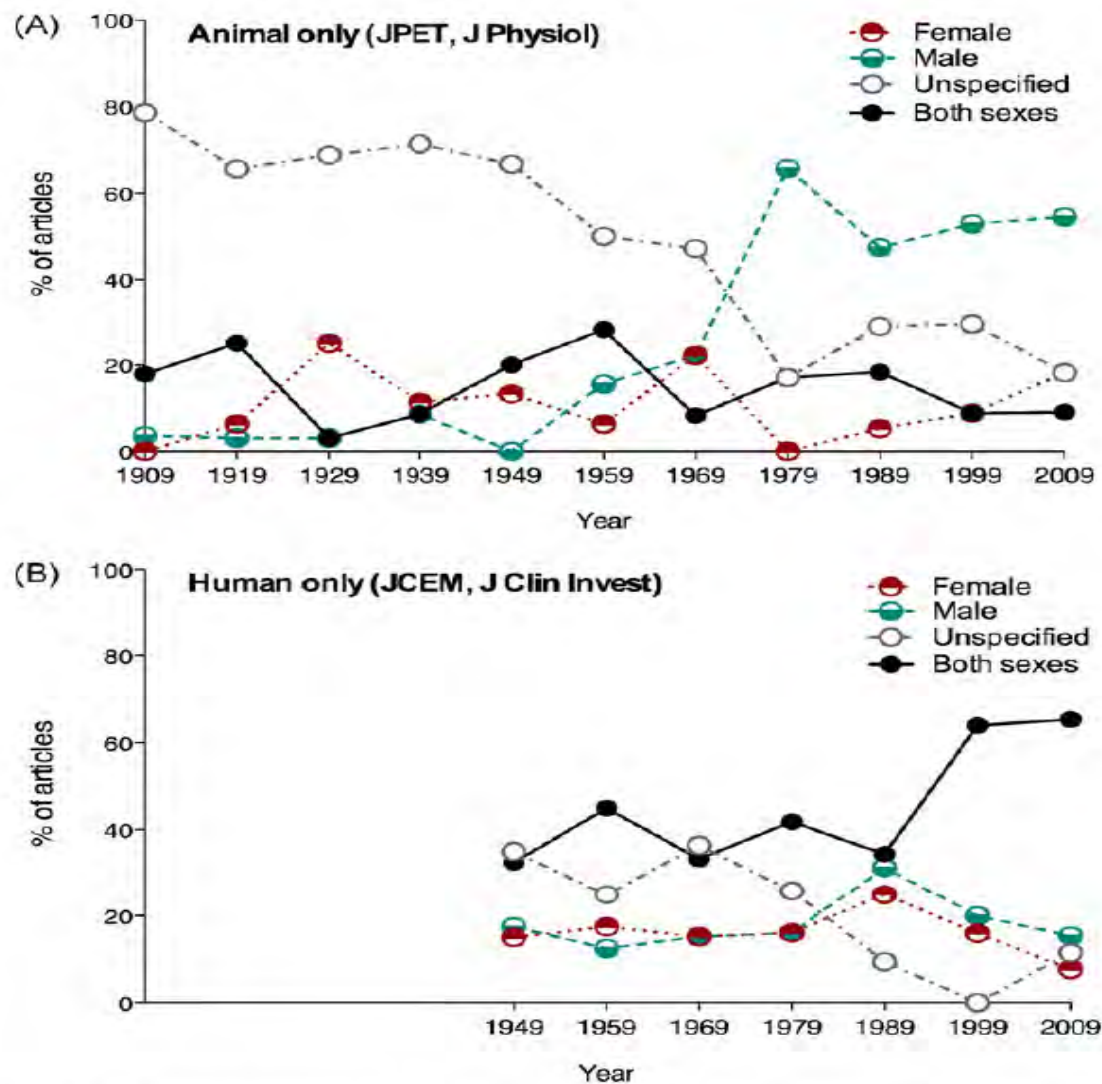 (A)
Animal only (JPET, J Physiol)
Female
Male
Unspecified
Both sexes
100
80
60
40
20
0
% of articles
1909 1919 1929 1939 1949 1959 1969 1979 1989 1999 2009
Year
(B)
Human only (JCEM, J Clin Invest)
Female
Male
Unspecified
Both sexes
100
80
60
40
20
0
% of articles
1949 1959 1969 1979 1989 1999 2009
Year